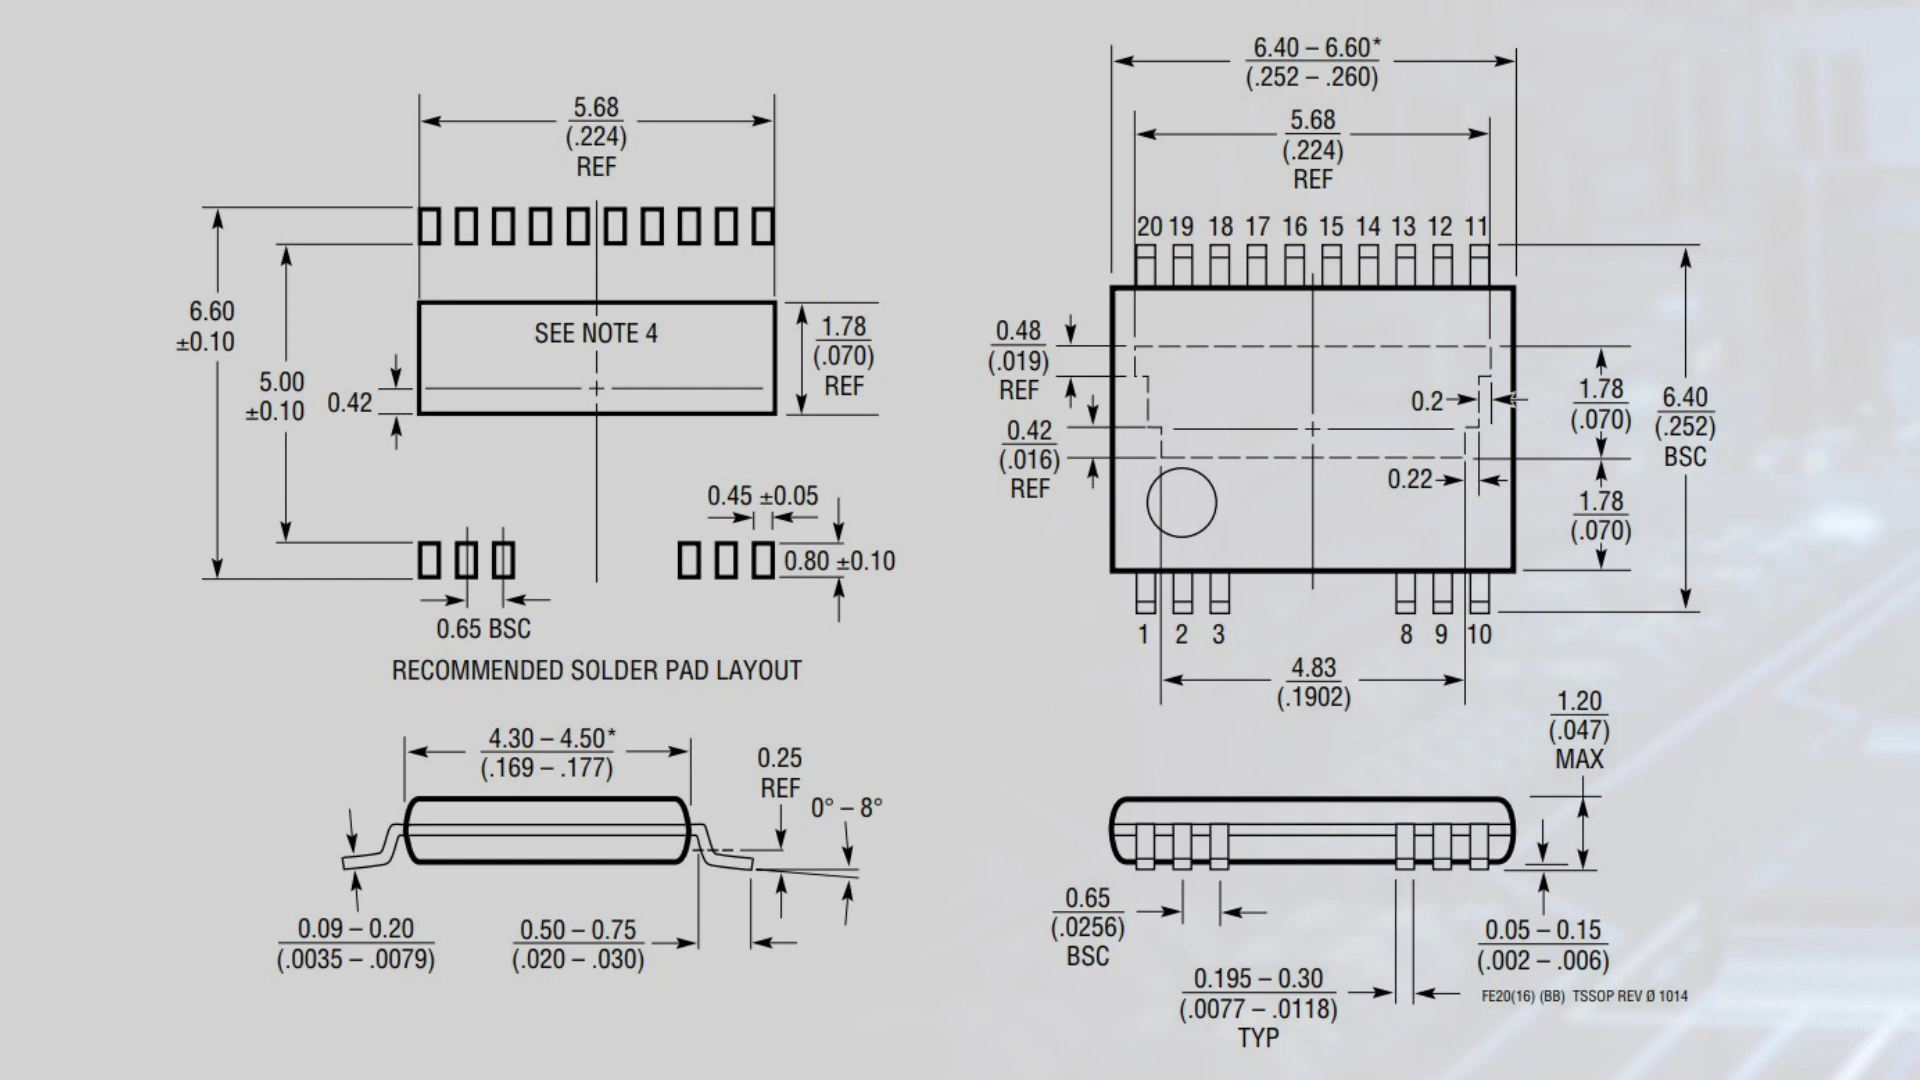 5.68
(.224)
REF
6.60
±0.10
5.00
±0.10
0.42
SEE NOTE 4
1.78
(.070)
REF
0.45 ±0.05
0.80 ±0.10
0.65 BSC
RECOMMENDED SOLDER PAD LAYOUT
6.40 – 6.60*
(.252 – .260)
5.68
(.224)
REF
20 19 18 17 16 15 14 13 12 11
0.48
(.019)
REF
0.42
(.016)
REF
0.2
0.22
1.78
(.070)
1.78
(.070)
6.40
(.252)
BSC
1 2 3 8 9 10
4.83
(.1902)
4.30 – 4.50*
(.169 – .177)
0.25
REF
0° – 8°
0.09 – 0.20
(.0035 – .0079)
0.50 – 0.75
(.020 – .030)
1.20
(.047)
MAX
0.65
(.0256)
BSC
0.195 – 0.30
(.0077 – .0118)
TYP
0.05 – 0.15
(.002 – .006)
FE20(16) (BB) TSSOP REV Ø 1014